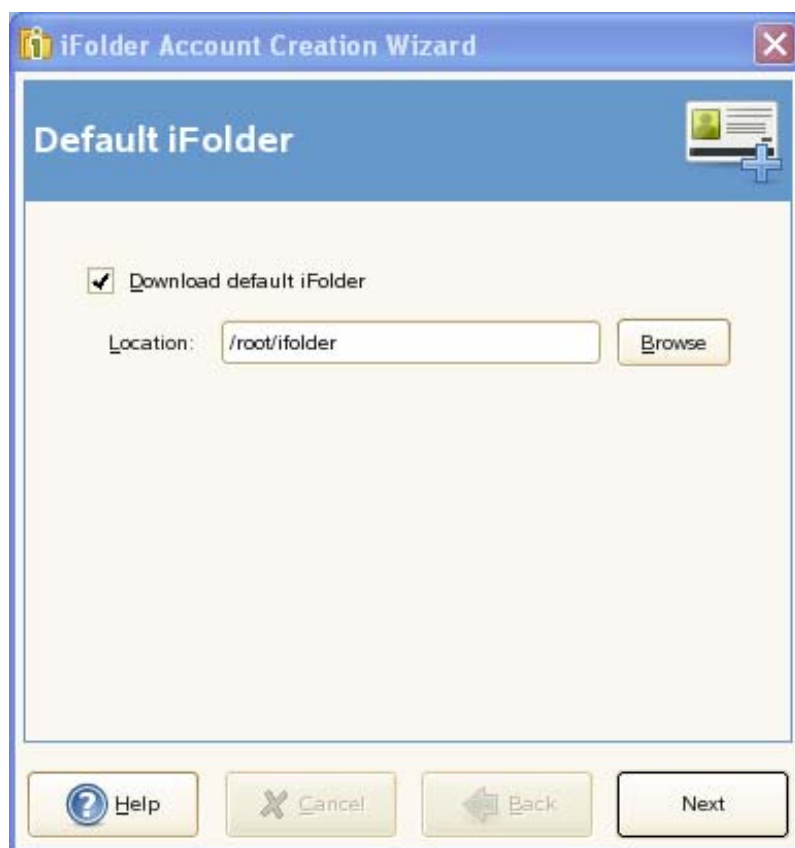 iFolder Account Creation Wizard
Default iFolder
Download default iFolder
Location: /root/ifolder Browse
Help Cancel Back Next